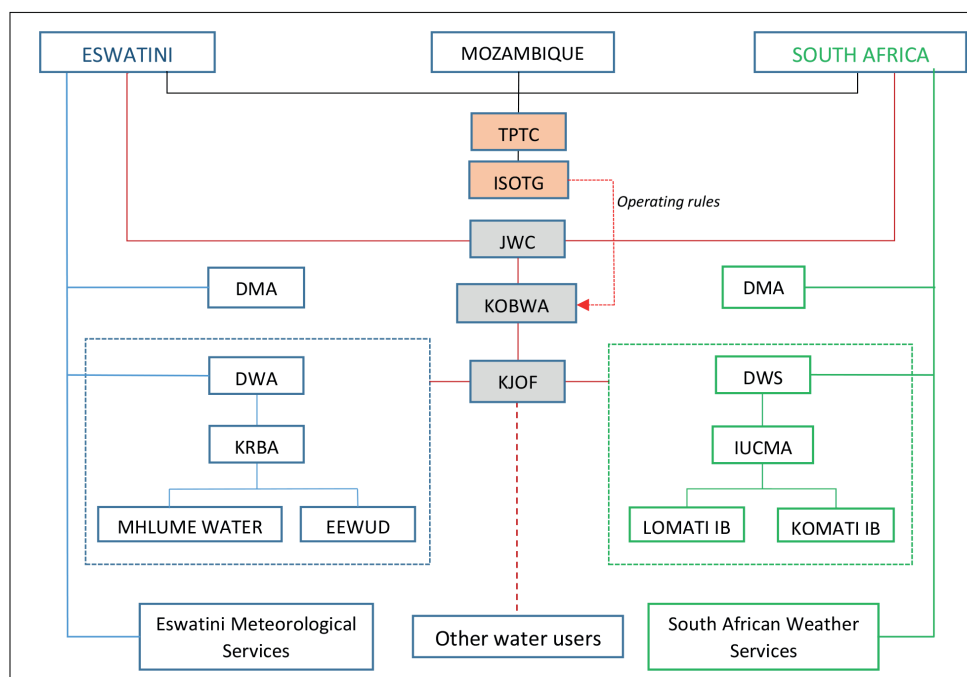 ESWATINI
MOZAMBIQUE
SOUTH AFRICA
TPTC
ISOTG
Operating rules
JWC
DMA
DMA
KOBWA
DWA
KJOF
DWS
KRBA
IUCMA
MHLUME WATER
EEWUD
LOMATI IB
KOMATI IB
Eswatini Meteorological
Services
Other water users
South African Weather
Services